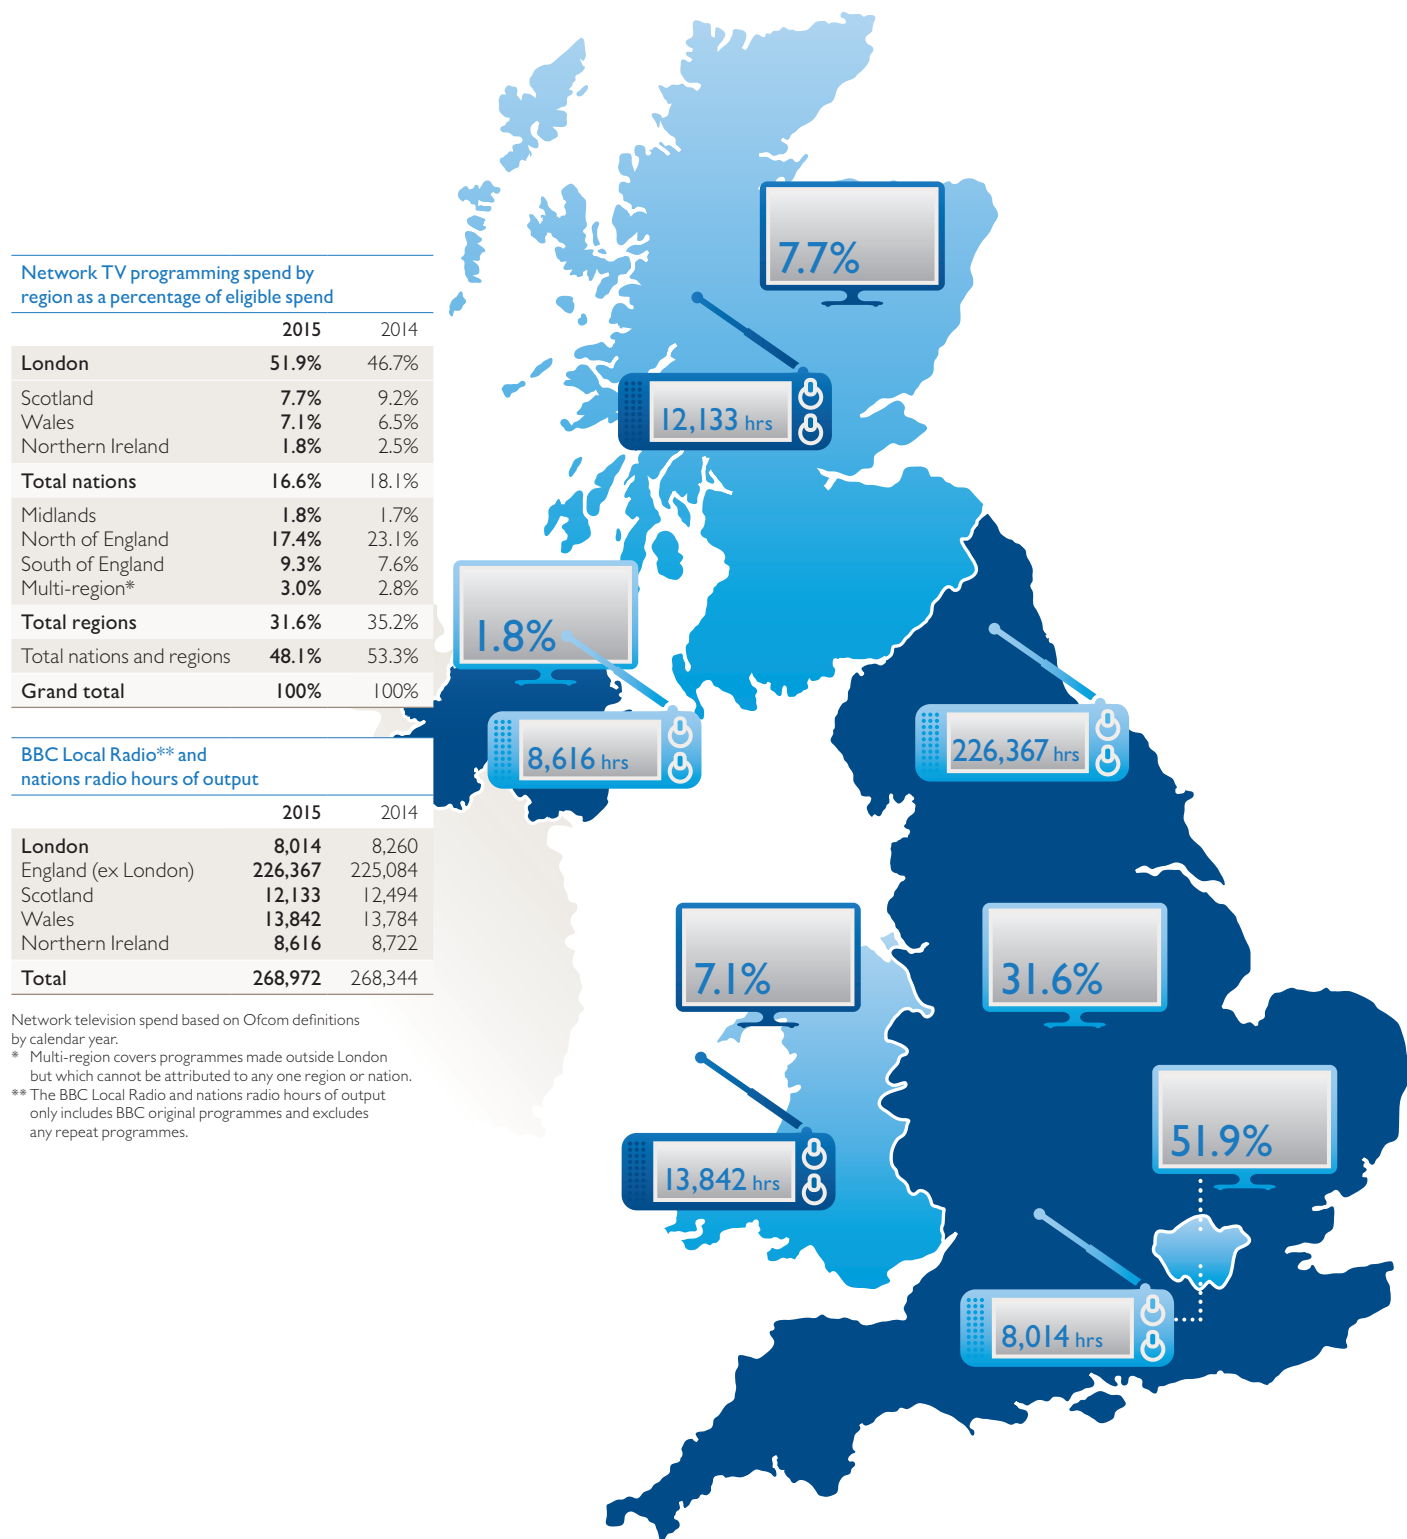 Network TV programming spend by
region as a percentage of eligible spend
2015 2014
London 51.9% 46.7%
Scotland 7.7% 9.2%
Wales 7.1% 6.5%
Northern Ireland 1.8% 2.5%
Total nations 16.6% 18.1%
Midlands 1.8% 1.7%
North of England 17.4% 23.1%
South of England 9.3% 7.6%
Multi-region* 3.0% 2.8%
Total regions 31.6% 35.2%
Total nations and regions 48.1% 53.3%
Grand total 100% 100%
BBC Local Radio** and
nations radio hours of output
2015 2014
London 8,014 8,260
England (ex London) 226,367 225,084
Scotland 12,133 12,494
Wales 13,842 13,784
Northern Ireland 8,616 8,722
Total 268,972 268,344
Network television spend based on Ofcom definitions
by calendar year.
* Multi-region covers programmes made outside London
but which cannot be attributed to any one region or nation.
** The BBC Local Radio and nations radio hours of output
only includes BBC original programmes and excludes
any repeat programmes.
7.7%
12,133 hrs
1.8%
8,616 hrs
226,367 hrs
7.1%
31.6%
13,842 hrs
51.9%
8,014 hrs